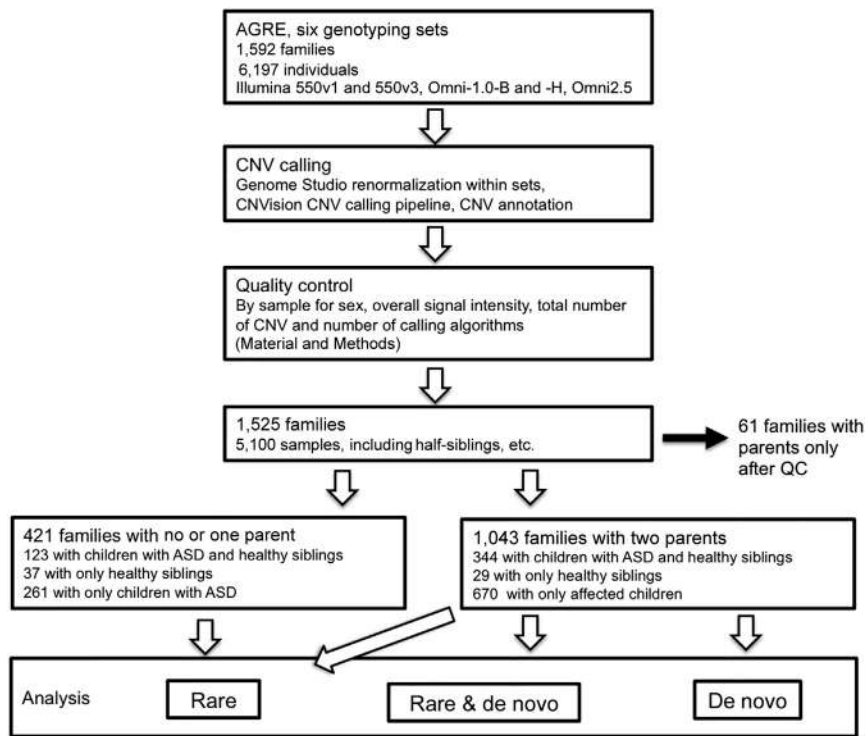 AGRE, six genotyping sets
1,592 families
6,197 individuals
Illumina 550v1 and 550v3, Omni-1.0-B and -H, Omni2.5
CNV calling
Genome Studio renormalization within sets,
CNVision CNV calling pipeline, CNV annotation
Quality control
By sample for sex, overall signal intensity, total number
of CNV and number of calling algorithms
(Material and Methods)
1,525 families
5,100 samples, including half-siblings, etc.
61 families with
parents only
after QC
421 families with no or one parent
123 with children with ASD and healthy siblings
37 with only healthy siblings
261 with only children with ASD
1,043 families with two parents
344 with children with ASD and healthy siblings
29 with only healthy siblings
670 with only affected children
Analysis
Rare
Rare & de novo
De novo